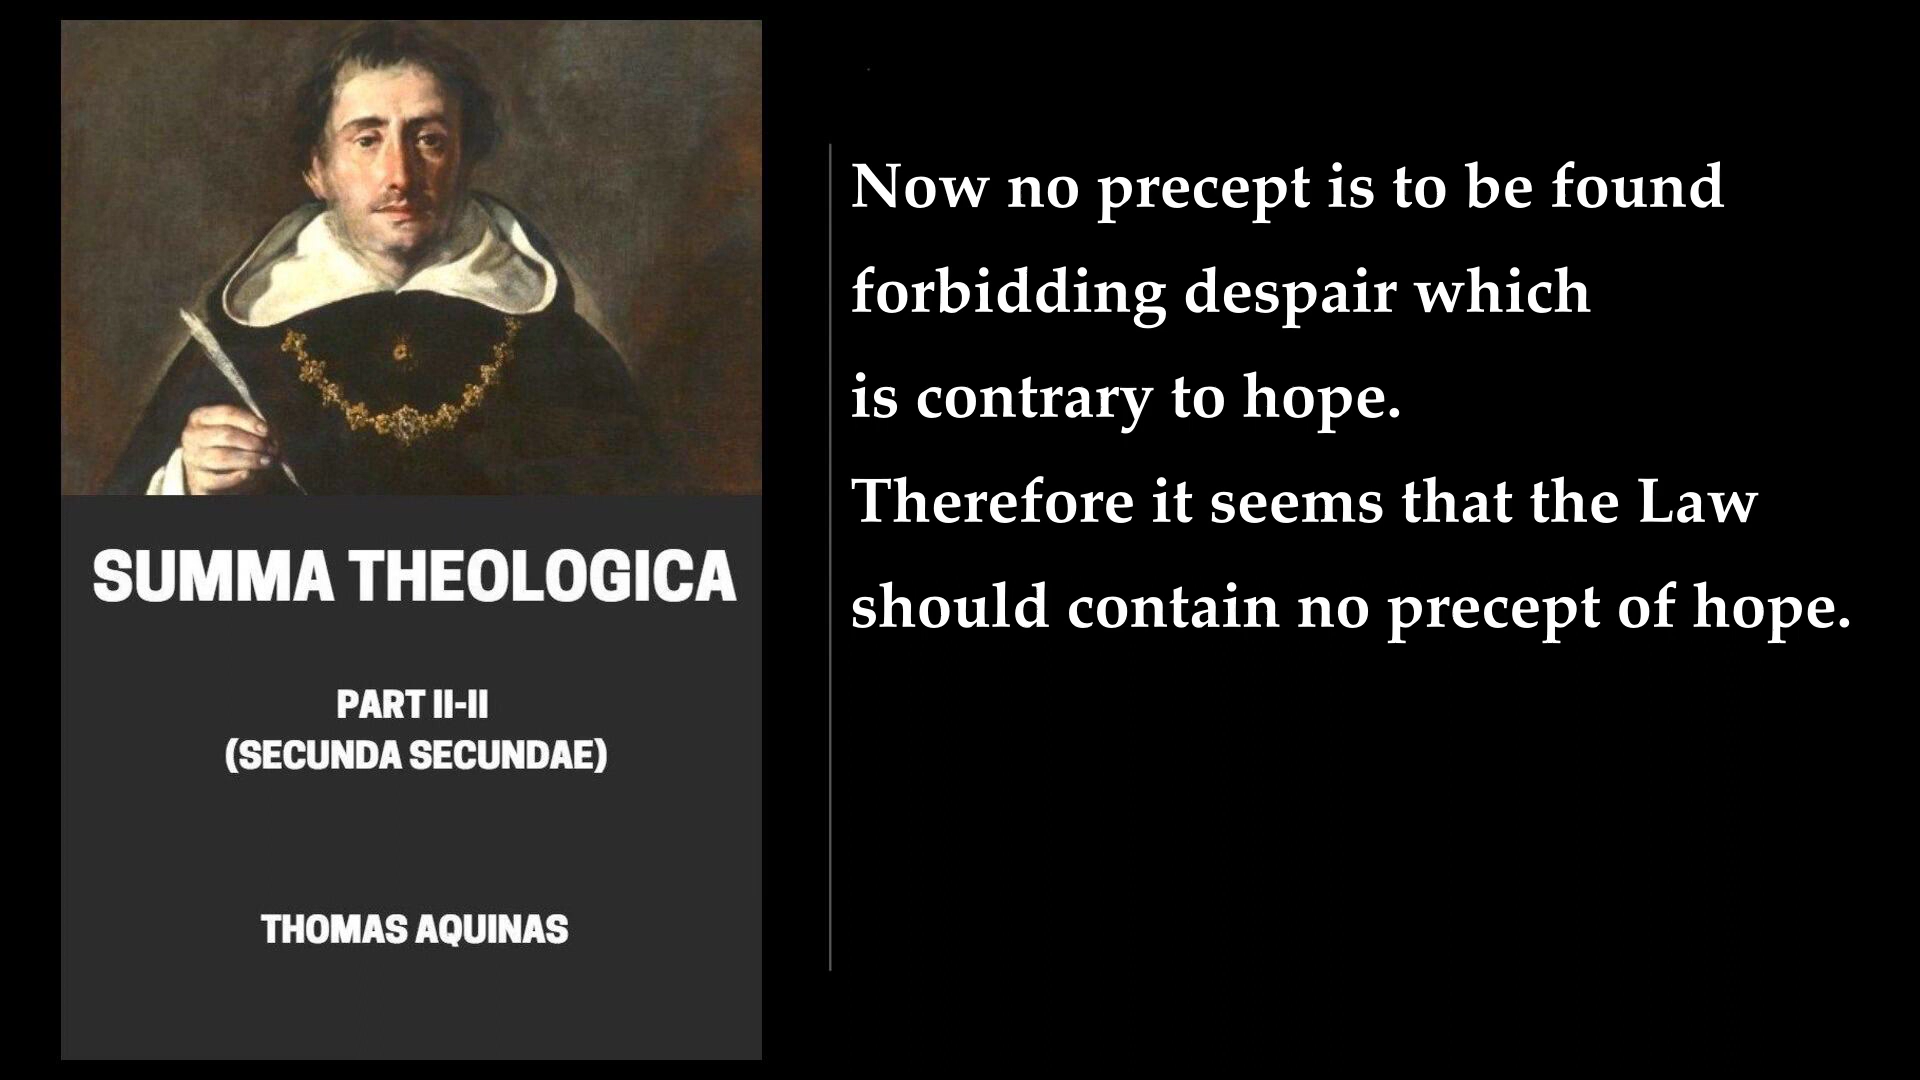 SUMMA THEOLOGICA
PART II-II
(SECUNDA SECUNDAE)
THOMAS AQUINAS
Now no precept is to be found
forbidding despair which
is contrary to hope.
Therefore it seems that the Law
should contain no precept of hope.